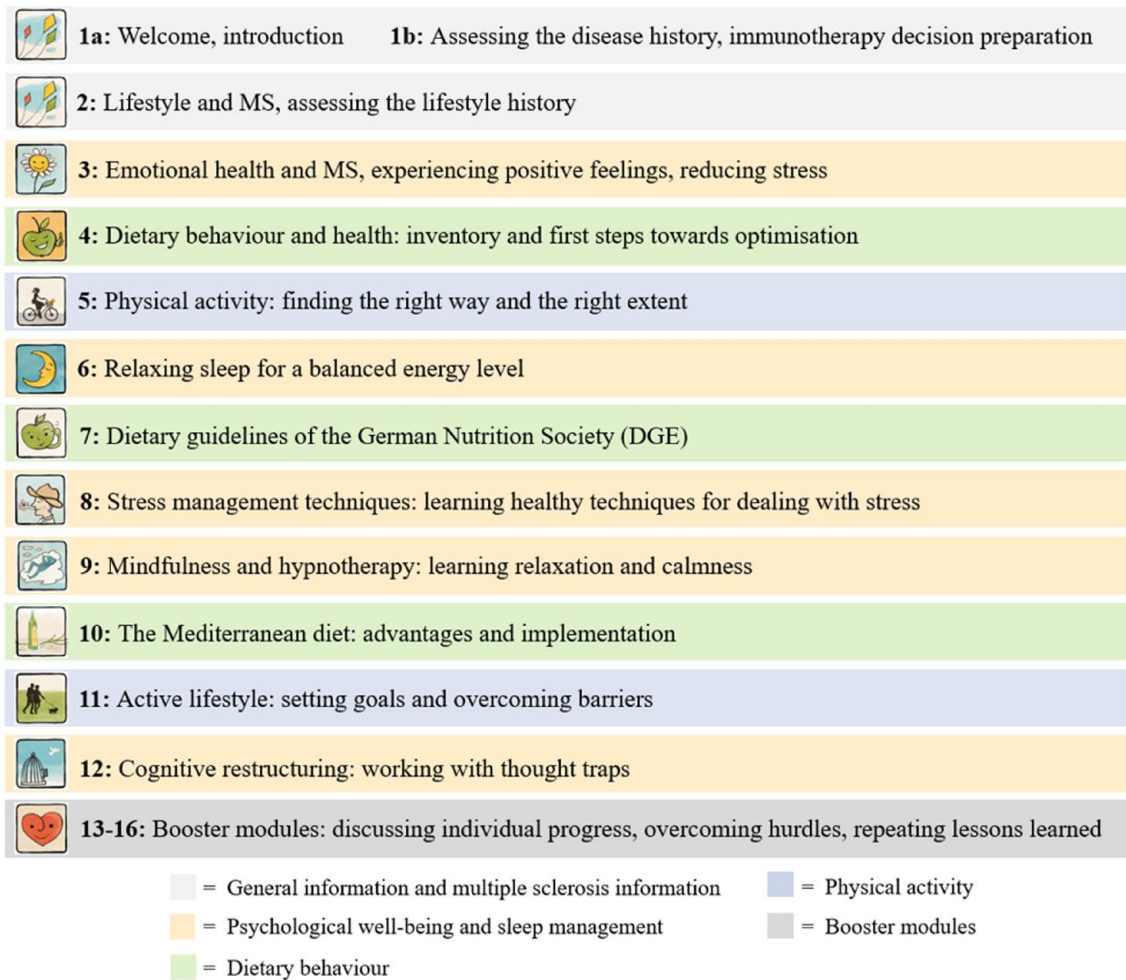 1a: Welcome, introduction 1b: Assessing the disease history, immunotherapy decision preparation
2: Lifestyle and MS, assessing the lifestyle history
3: Emotional health and MS, experiencing positive feelings, reducing stress
4: Dietary behaviour and health: inventory and first steps towards optimisation
5: Physical activity: finding the right way and the right extent
6: Relaxing sleep for a balanced energy level
7: Dietary guidelines of the German Nutrition Society (DGE)
8: Stress management techniques: learning healthy techniques for dealing with stress
9: Mindfulness and hypnotherapy: learning relaxation and calmness
10: The Mediterranean diet: advantages and implementation
11: Active lifestyle: setting goals and overcoming barriers
12: Cognitive restructuring: working with thought traps
13-16: Booster modules: discussing individual progress, overcoming hurdles, repeating lessons learned
= General information and multiple sclerosis information
= Psychological well-being and sleep management
= Dietary behaviour
= Physical activity
= Booster modules